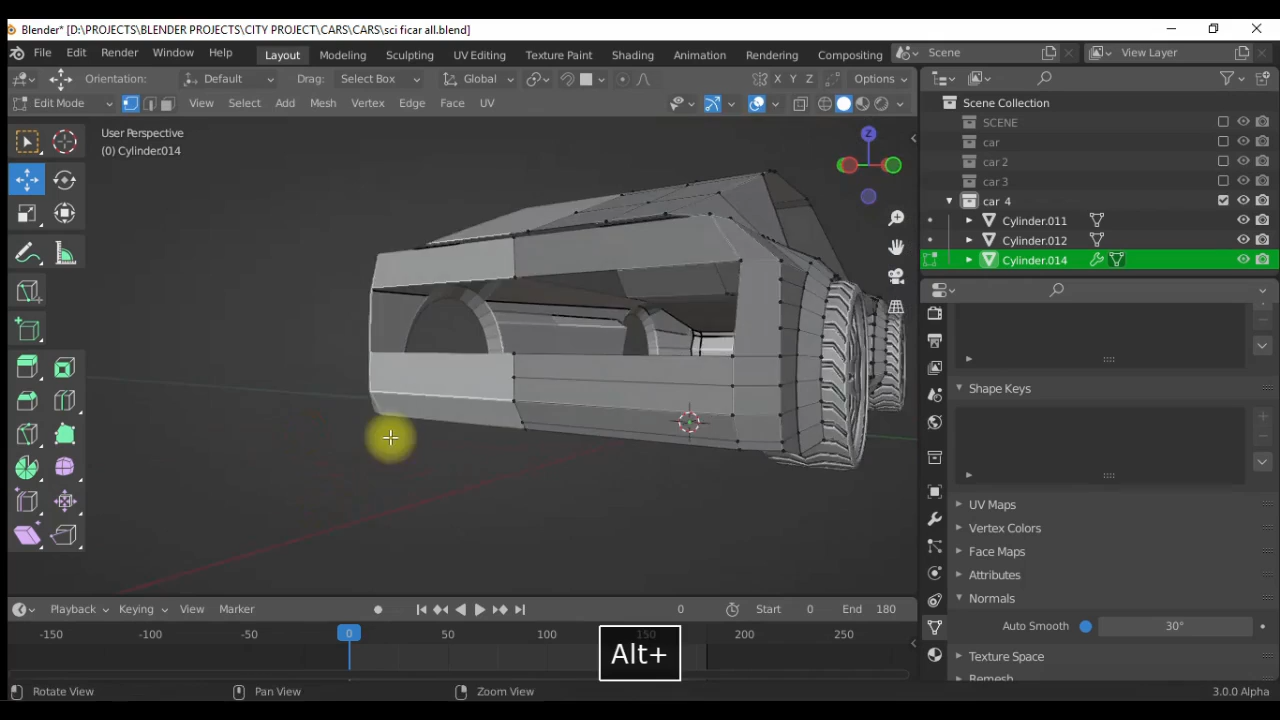 Blender* [D:\PROJECTS\BLENDER PROJECTS\CITY PROJECT\CARS\CARS\sci ficar all.blend]
File Edit Render Window Help Layout Modeling Sculpting UV Editing Texture Paint Shading Animation Rendering Compositing Scene View Layer
Orientation: Default Drag: Select Box Global X Y Z Options
Edit Mode View Select Add Mesh Vertex Edge Face UV
Scene Collection
SCENE
car
car 2
car 3
car 4
Cylinder.011
Cylinder.012
Cylinder.014
User Perspective
(0) Cylinder.014
Z
Shape Keys
UV Maps
Vertex Colors
Face Maps
Attributes
Normals
Auto Smooth 30°
Texture Space
Remesh
Playback Keying View Marker 0 Start 0 End 180
-150 -100 -50 0 50 100 150 200 250
Alt+
Rotate View Pan View Zoom View 3.0.0 Alpha